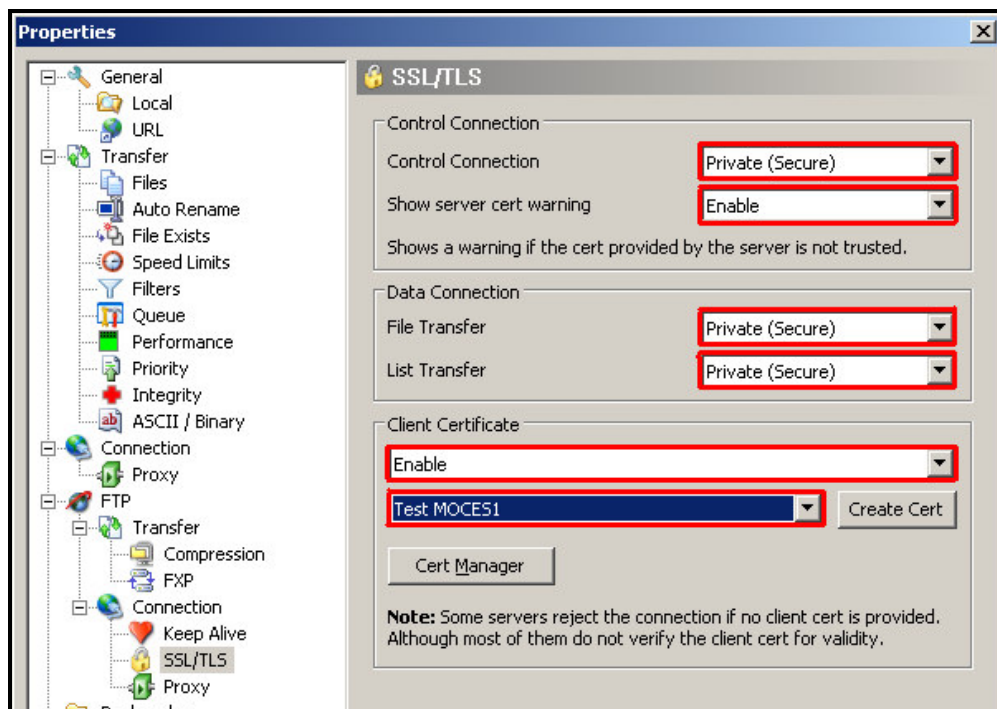 Properties
General
Local
URL
Transfer
Files
Auto Rename
File Exists
Speed Limits
Filters
Queue
Performance
Priority
Integrity
ab
ASCII / Binary
Connection
Proxy
FTP
Transfer
Compression
FXP
Connection
Keep Alive
SSL/TLS
Proxy
SSL/TLS
Control Connection
Control Connection
Private (Secure)
Show server cert warning
Enable
Shows a warning if the cert provided by the server is not trusted.
Data Connection
File Transfer
Private (Secure)
List Transfer
Private (Secure)
Client Certificate
Enable
Test MOCES1
Create Cert
Cert Manager
Note: Some servers reject the connection if no client cert is provided.
Although most of them do not verify the client cert for validity.